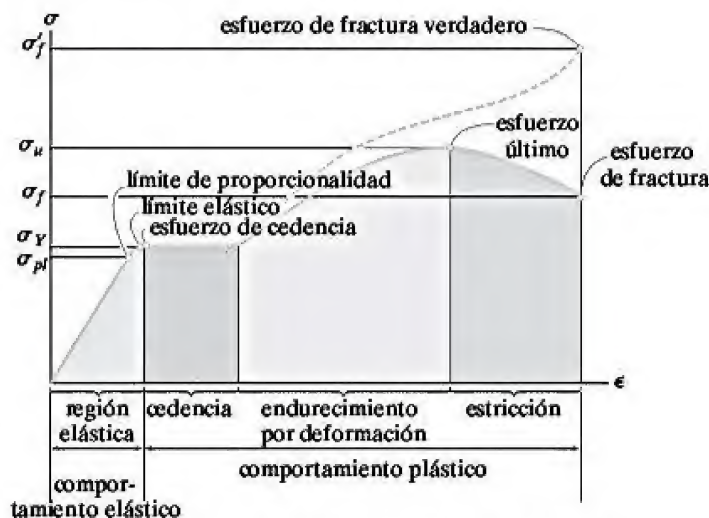 σ
esfuerzo de fractura verdadero
σ'f
σu
esfuerzo
último
esfuerzo
de fractura
límite de proporcionalidad
σf
límite elástico
esfuerzo de cedencia
σY
σpl
ϵ
región
elástica
cedencia
endurecimiento
por deformación
estricción
comportamiento plástico
compor-
tamiento elástico